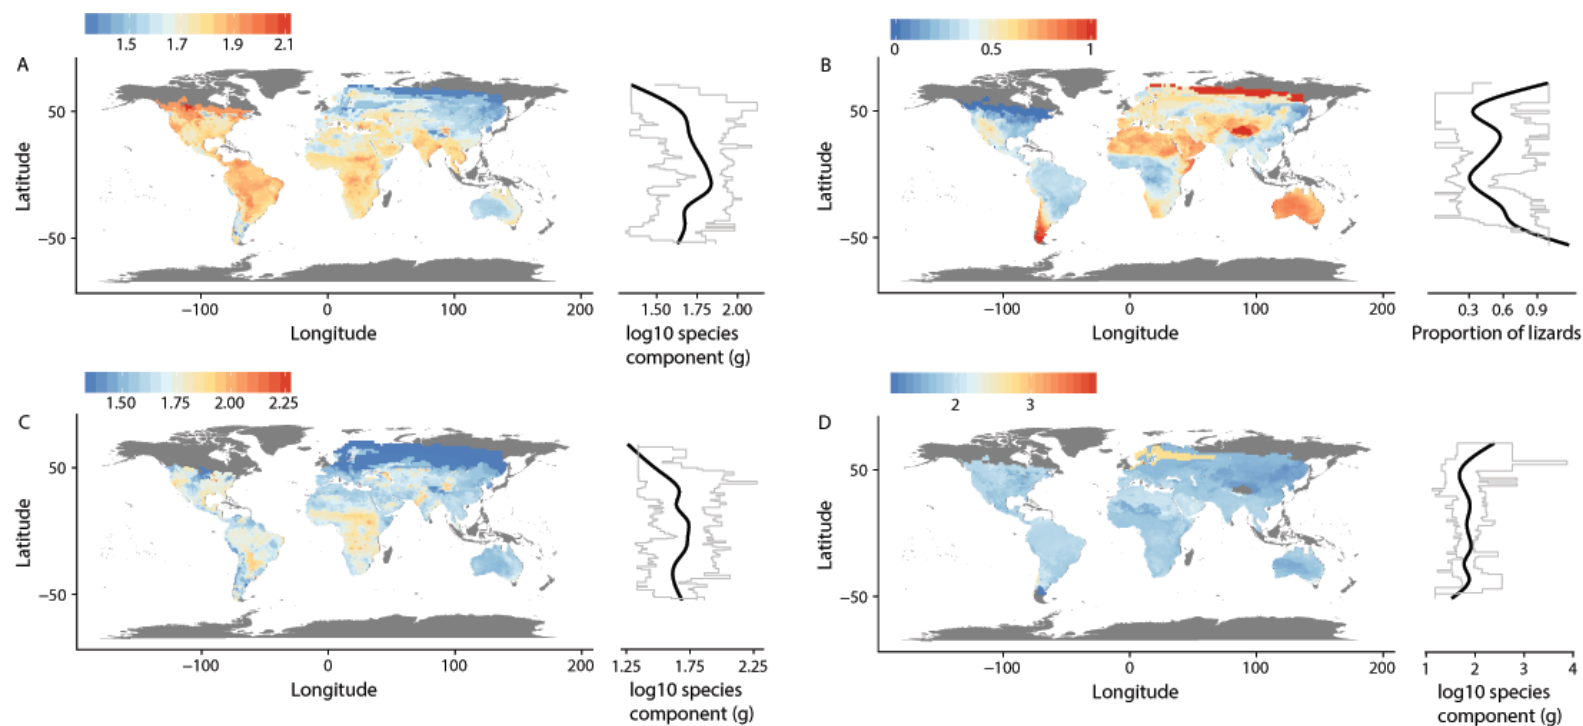 1.5 1.7 1.9 2.1
A
50
−50
Latitude
−100 0 100 200
Longitude
1.50 1.75 2.00
log10 species
component (g)
0 0.5 1
B
50
−50
Latitude
−100 0 100 200
Longitude
0.3 0.6 0.9
Proportion of lizards
1.50 1.75 2.00 2.25
C
50
−50
Latitude
−100 0 100 200
Longitude
1.25 1.75 2.25
log10 species
component (g)
2 3
D
50
−50
Latitude
−100 0 100 200
Longitude
1 2 3 4
log10 species
component (g)